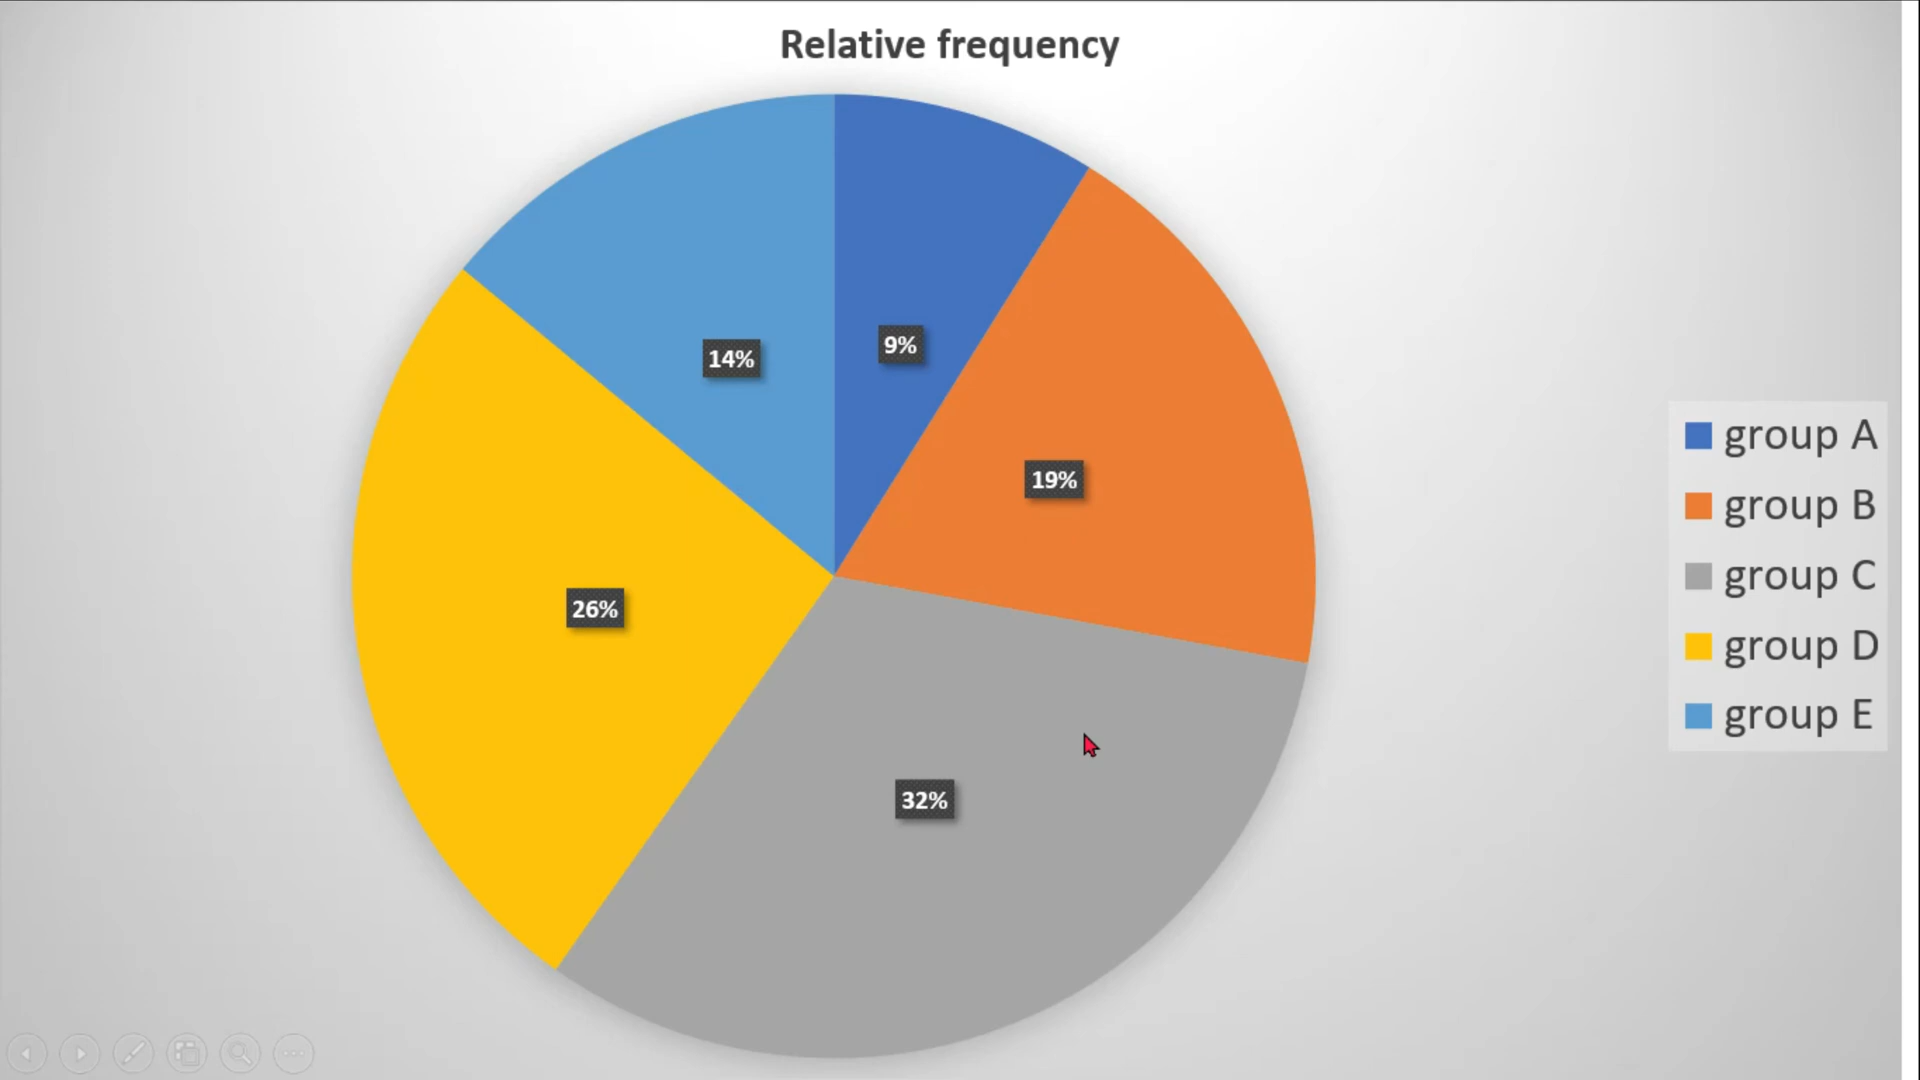 Relative frequency
14%
9%
19%
26%
32%
group A
group B
group C
group D
group E